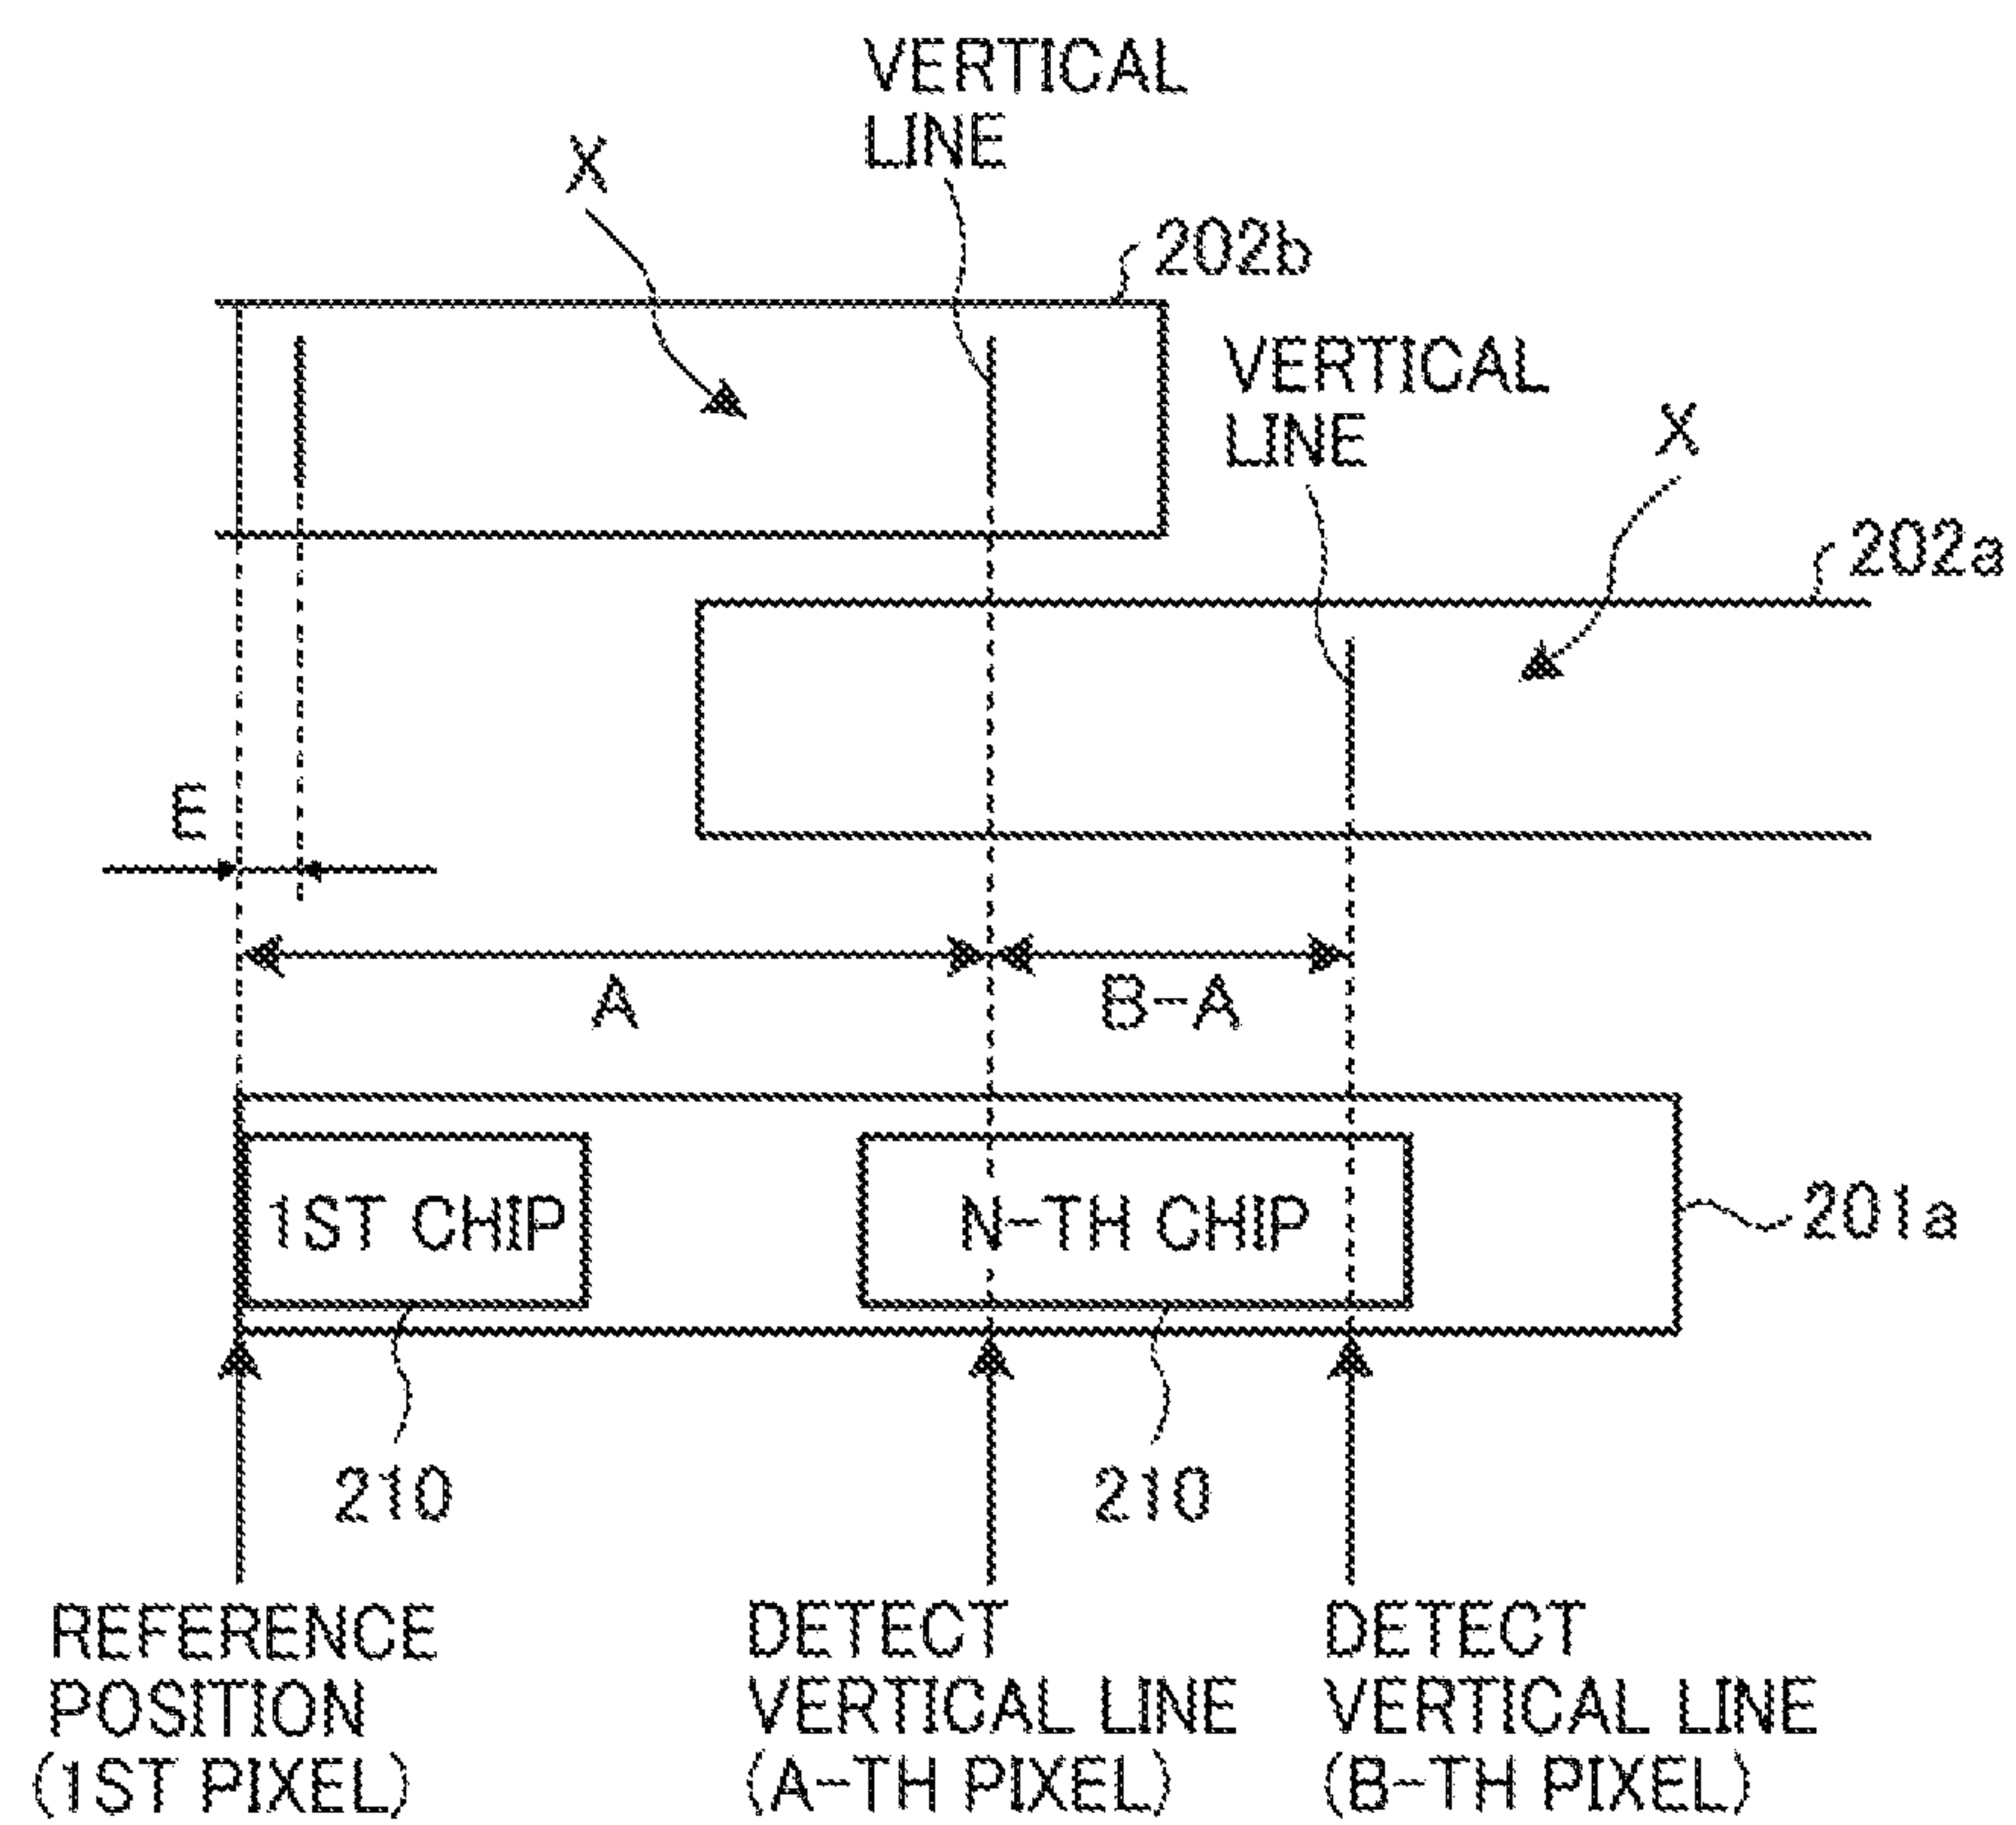 VERTICAL
LINE
X
202b
VERTICAL
LINE
X
202a
E
A
B-A
1ST CHIP
N-TH CHIP
201a
210
210
REFERENCE
POSITION
(1ST PIXEL)
DETECT
VERTICAL LINE
(A-TH PIXEL)
DETECT
VERTICAL LINE
(B-TH PIXEL)